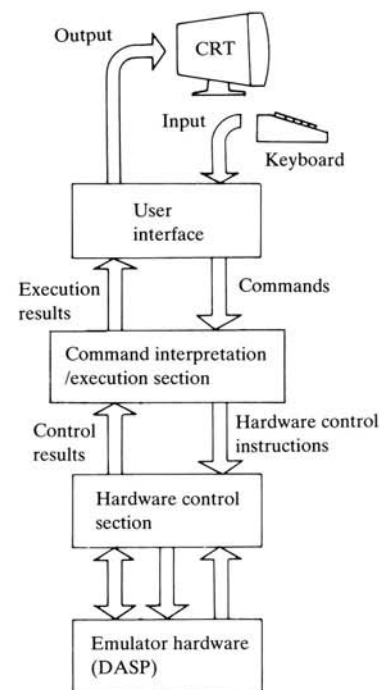 Output
CRT
Input
Keyboard
User
interface
Execution
results
Commands
Command interpretation
/execution section
Control
results
Hardware control
instructions
Hardware control
section
Emulator hardware
(DASP)